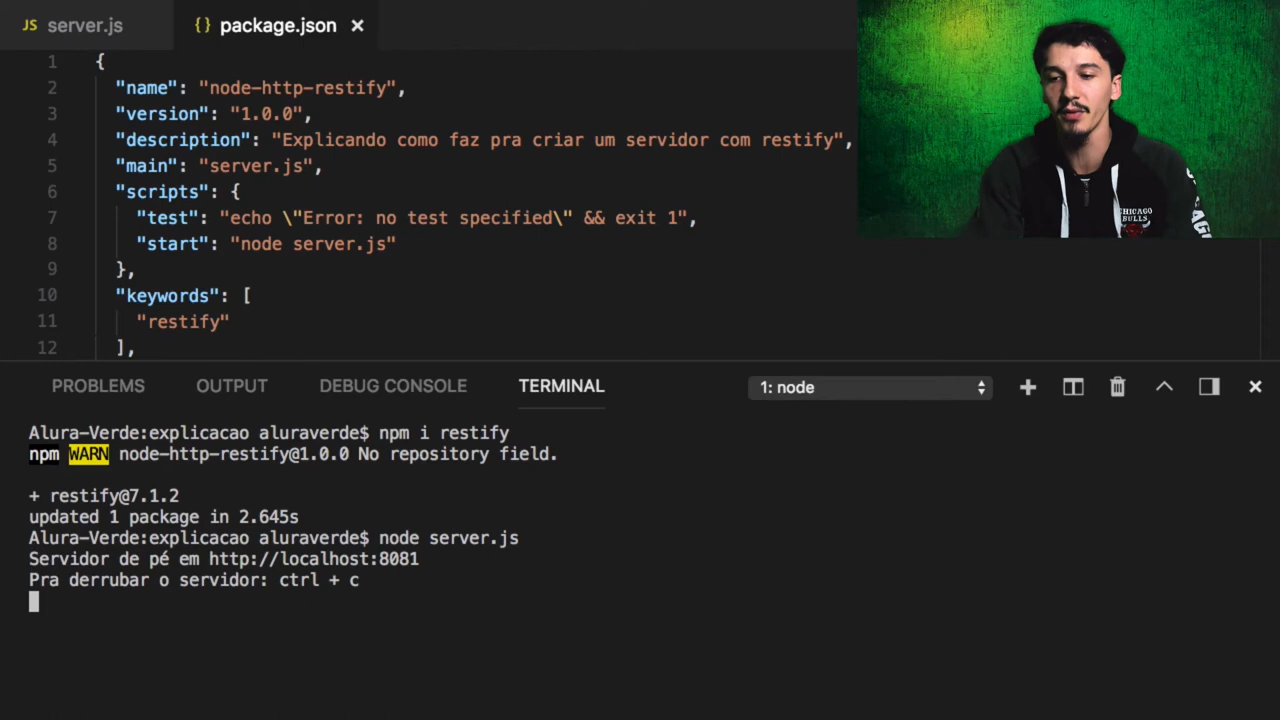 JS server.js
{} package.json ×
1 {
2 "name": "node-http-restify",
3 "version": "1.0.0",
4 "description": "Explicando como faz pra criar um servidor com restify",
5 "main": "server.js",
6 "scripts": {
7 "test": "echo \"Error: no test specified\" && exit 1",
8 "start": "node server.js"
9 },
10 "keywords": [
11 "restify"
12 ],
CHICAGO
BULLS
PROBLEMS OUTPUT DEBUG CONSOLE TERMINAL 1: node
Alura-Verde:explicacao aluraverde$ npm i restify
npm WARN node-http-restify@1.0.0 No repository field.
+ restify@7.1.2
updated 1 package in 2.645s
Alura-Verde:explicacao aluraverde$ node server.js
Servidor de pé em http://localhost:8081
Pra derrubar o servidor: ctrl + c